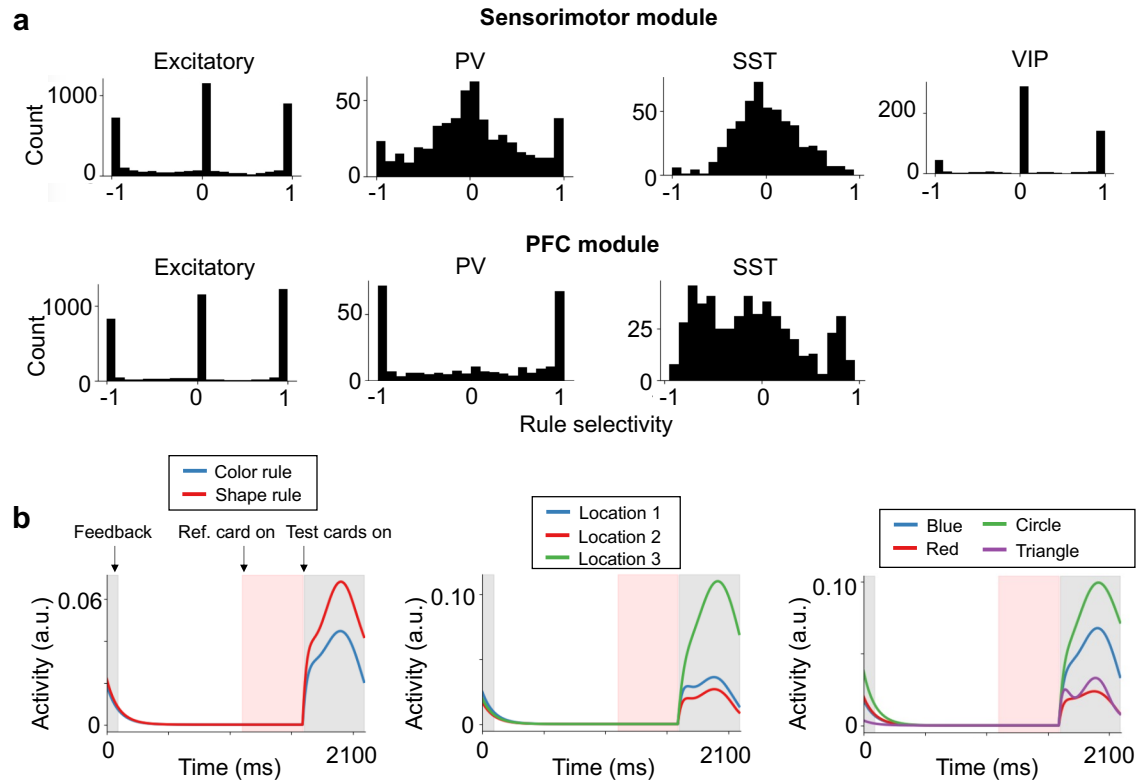 a
Sensorimotor module
Excitatory
PV
SST
VIP
Count
1000
0
-1 0 1
50
0
-1 0 1
50
0
-1 0 1
200
0
-1 0 1
PFC module
Excitatory
PV
SST
Count
1000
0
-1 0 1
50
0
-1 0 1
25
0
-1 0 1
Rule selectivity
b
Color rule
Shape rule
Feedback
Ref. card on
Test cards on
Activity (a.u.)
0.06
0
0 2100
Time (ms)
Location 1
Location 2
Location 3
Activity (a.u.)
0.10
0
0 2100
Time (ms)
Blue
Red
Circle
Triangle
Activity (a.u.)
0.10
0
0 2100
Time (ms)